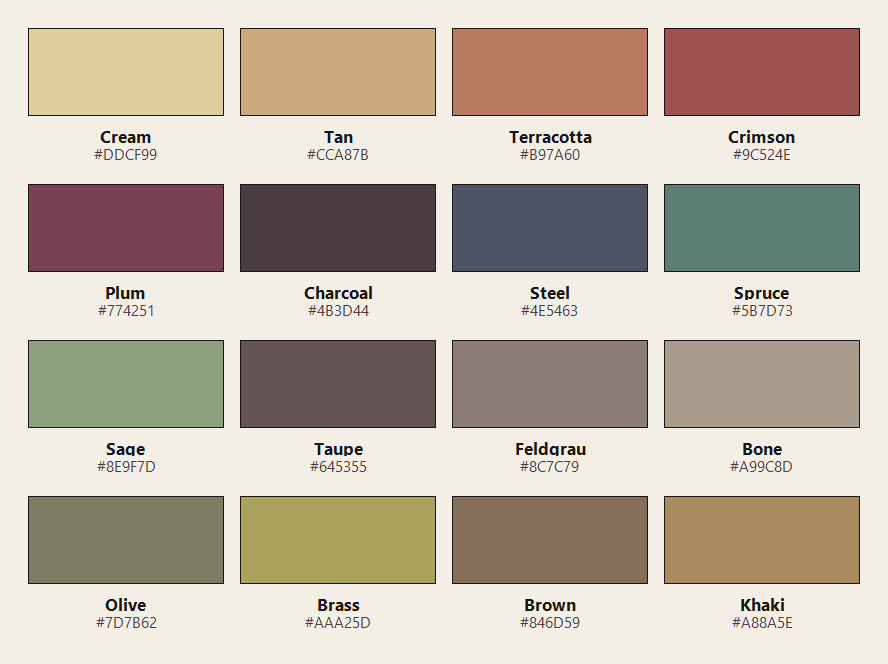 Cream Tan Terracotta Crimson
#DDCF99 #CCA87B #B97A60 #9C524E
Plum Charcoal Steel Spruce
#774251 #4B3D44 #4E5463 #5B7D73
Sage Taupe Feldgrau Bone
#8E9F7D #645355 #8C7C79 #A99C8D
Olive Brass Brown Khaki
#7D7B62 #AAA25D #846D59 #A88A5E